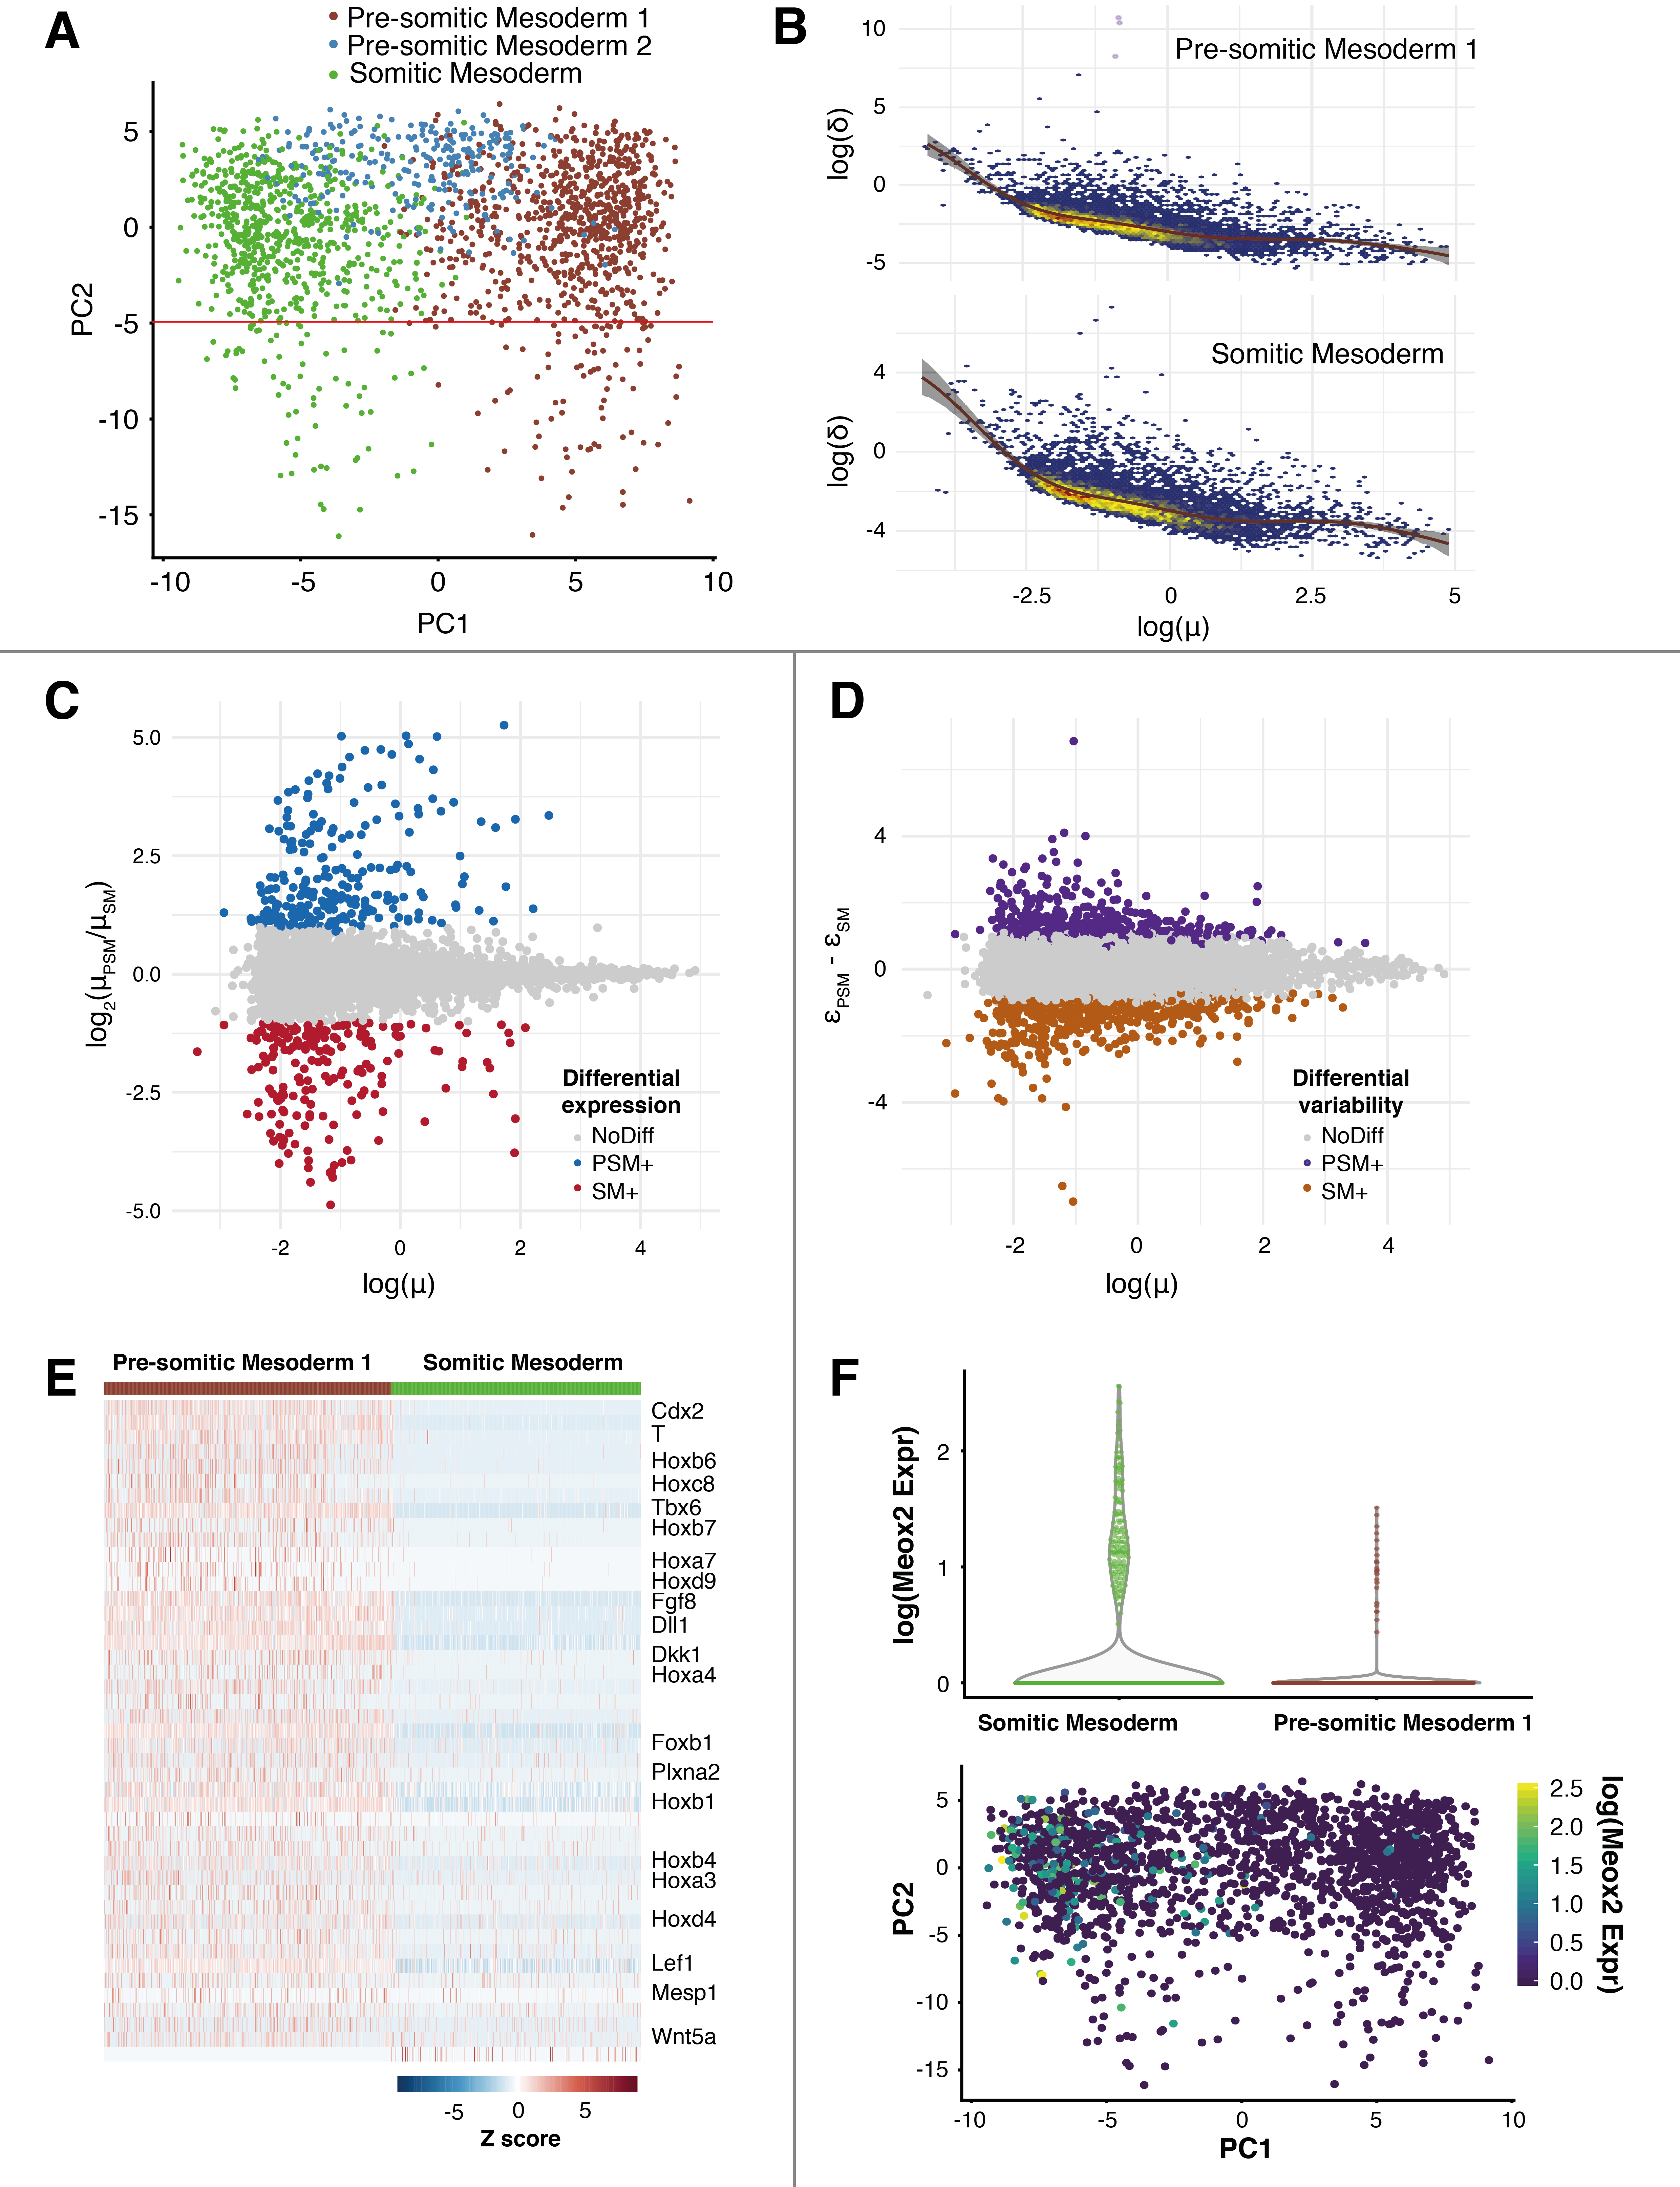 A
Pre-somitic Mesoderm 1
Pre-somitic Mesoderm 2
Somitic Mesoderm
5
0
-5
-10
-15
PC2
-10 -5 0 5 10
PC1
B
Pre-somitic Mesoderm 1
10
5
0
-5
log(δ)
Somitic Mesoderm
4
0
-4
log(δ)
-2.5 0 2.5 5
log(μ)
C
5.0
2.5
0.0
-2.5
-5.0
log2(μPSM/μSM)
Differential
expression
NoDiff
PSM+
SM+
-2 0 2 4
log(μ)
D
4
0
-4
εPSM - εSM
Differential
variability
NoDiff
PSM+
SM+
-2 0 2 4
log(μ)
E
Pre-somitic Mesoderm 1 Somitic Mesoderm
Cdx2
T
Hoxb6
Hoxc8
Tbx6
Hoxb7
Hoxa7
Hoxd9
Fgf8
Dll1
Dkk1
Hoxa4
Foxb1
Plxna2
Hoxb1
Hoxb4
Hoxa3
Hoxd4
Lef1
Mesp1
Wnt5a
-5 0 5
Z score
F
log(Meox2 Expr)
2
1
0
Somitic Mesoderm Pre-somitic Mesoderm 1
5
0
-5
-10
-15
PC2
-10 -5 0 5 10
PC1
2.5
2.0
1.5
1.0
0.5
0.0
log(Meox2 Expr)